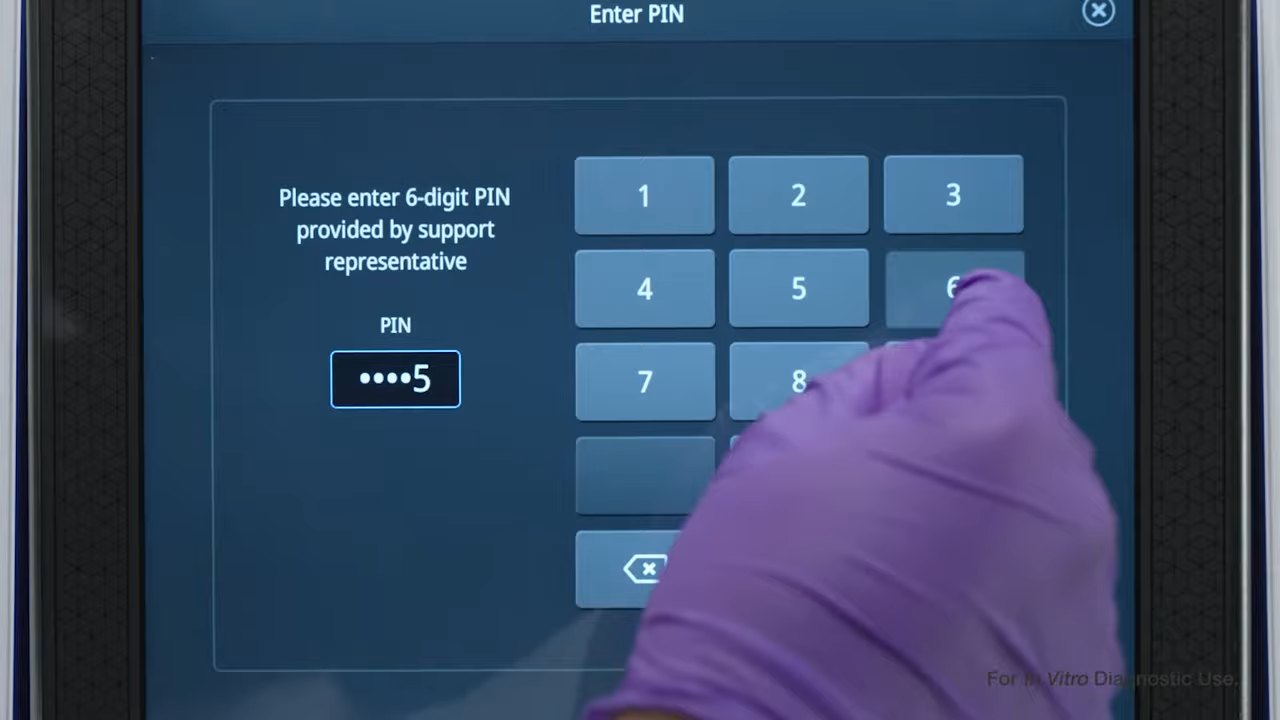 Enter PIN
Please enter 6-digit PIN
provided by support
representative
PIN
••••5
1 2 3
4 5 6
7 8
For In Vitro Diagnostic Use.